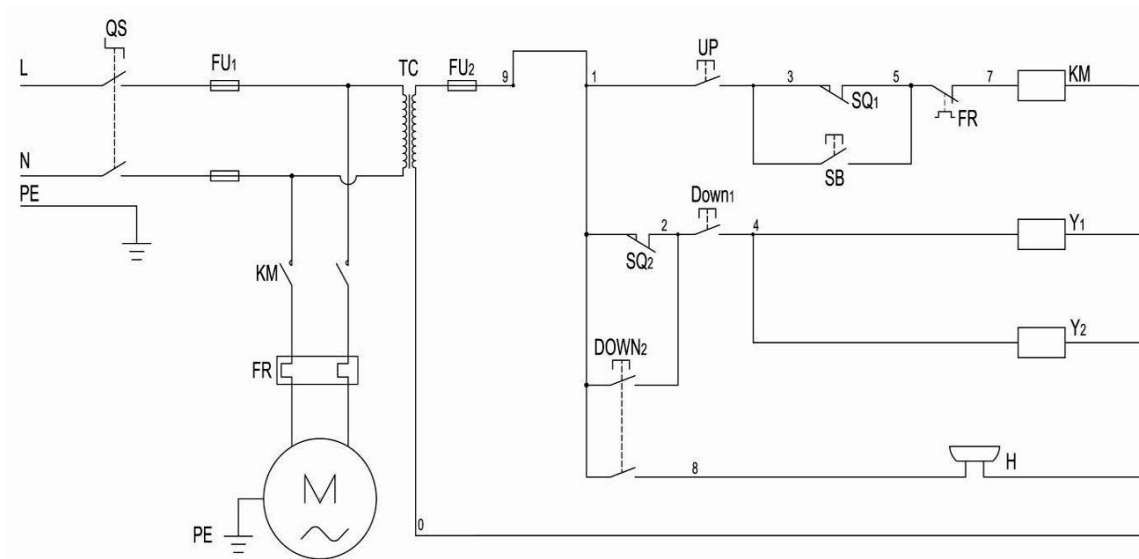 QS
UP
FU1
TC
FU2
9
L
1
3
5
7
KM
SQ1
FR
N
SB
PE
Down1
2
4
Y1
SQ2
KM
Y2
DOWN2
FR
M
8
H
PE
0